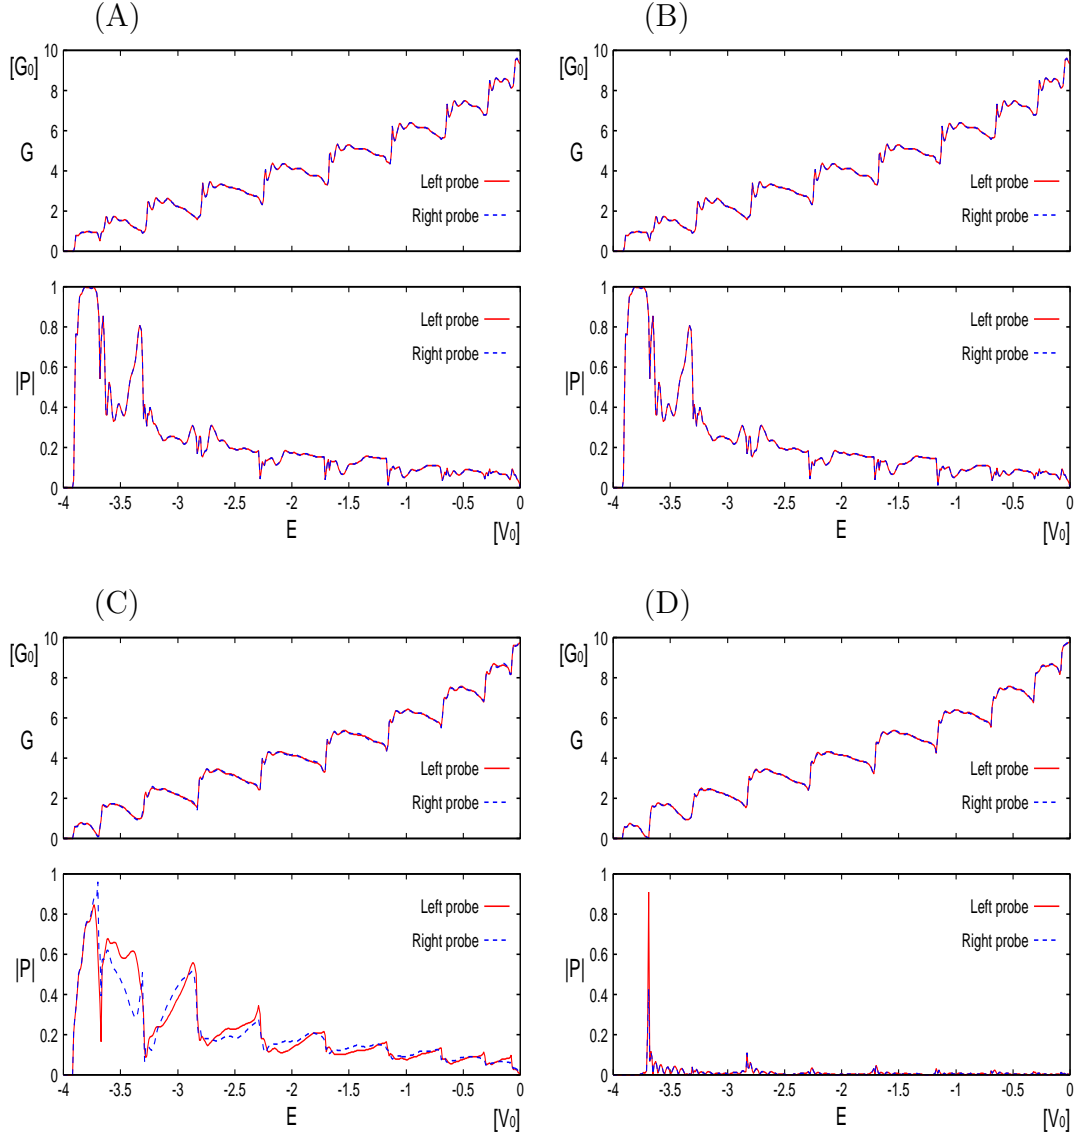 (A) (B)
10 10
[G₀] [G₀]
8 8
6 6
G G
4 4
Left probe Left probe
2 Right probe 2 Right probe
0 0
1 1
0.8 Left probe 0.8 Left probe
Right probe Right probe
0.6 0.6
|P| |P|
0.4 0.4
0.2 0.2
0 0
-4 -3.5 -3 -2.5 -2 -1.5 -1 -0.5 0 -4 -3.5 -3 -2.5 -2 -1.5 -1 -0.5 0
E [V₀] E [V₀]
(C) (D)
10 10
[G₀] [G₀]
8 8
6 6
G G
4 4
Left probe Left probe
2 Right probe 2 Right probe
0 0
1 1
0.8 Left probe 0.8 Left probe
Right probe Right probe
0.6 0.6
|P| |P|
0.4 0.4
0.2 0.2
0 0
-4 -3.5 -3 -2.5 -2 -1.5 -1 -0.5 0 -4 -3.5 -3 -2.5 -2 -1.5 -1 -0.5 0
E [V₀] E [V₀]